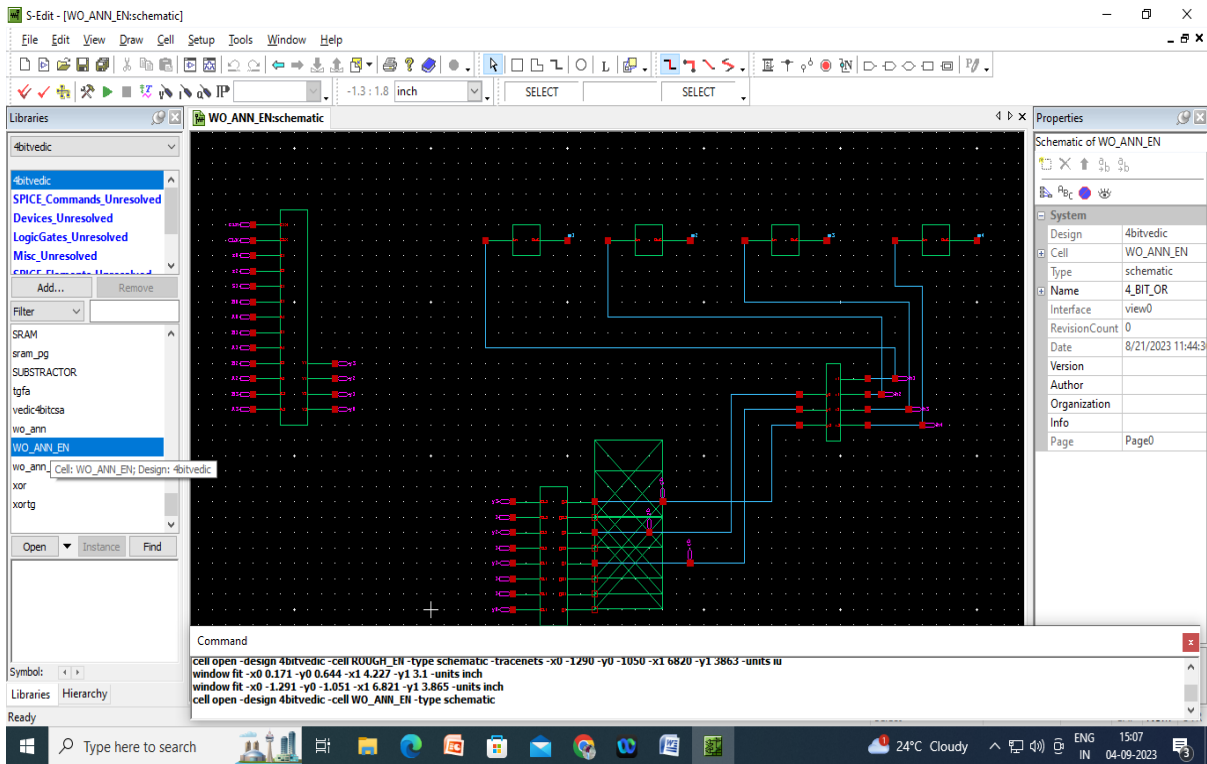 S-Edit - [WO_ANN_EN:schematic]
File Edit View Draw Cell Setup Tools Window Help
-1.3 : 1.8 inch SELECT SELECT
Libraries
WO_ANN_EN:schematic
Properties
4bitvedic
Schematic of WO_ANN_EN
4bitvedic
SPICE_Commands_Unresolved
Devices_Unresolved
LogicGates_Unresolved
Misc_Unresolved
SPICE_Elements_Unresolved
Add... Remove
Filter
SRAM
sram_pg
SUBSTRACTOR
tgfa
vedic4bitcsa
wo_ann
WO_ANN_EN
wo_ann_
Cell: WO_ANN_EN; Design: 4bitvedic
xor
xortg
Open Instance Find
Symbol:
Libraries Hierarchy
System
Design 4bitvedic
Cell WO_ANN_EN
Type schematic
Name 4_BIT_OR
Interface view0
RevisionCount 0
Date 8/21/2023 11:44:3
Version
Author
Organization
Info
Page Page0
Command
cell open -design 4bitvedic -cell ROUGH_EN -type schematic -tracenets -x0 -1290 -y0 -1050 -x1 6820 -y1 3863 -units iu
window fit -x0 0.171 -y0 0.644 -x1 4.227 -y1 3.1 -units inch
window fit -x0 -1.291 -y0 -1.051 -x1 6.821 -y1 3.865 -units inch
cell open -design 4bitvedic -cell WO_ANN_EN -type schematic
Ready
Type here to search
24°C Cloudy
ENG
IN
15:07
04-09-2023